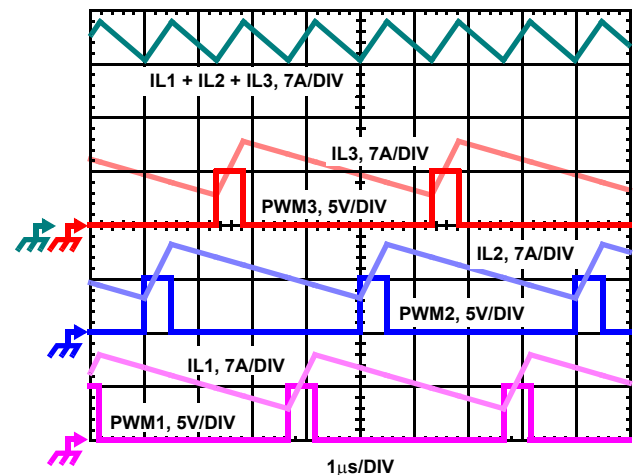 IL1 + IL2 + IL3, 7A/DIV
IL3, 7A/DIV
PWM3, 5V/DIV
IL2, 7A/DIV
PWM2, 5V/DIV
IL1, 7A/DIV
PWM1, 5V/DIV
1μs/DIV